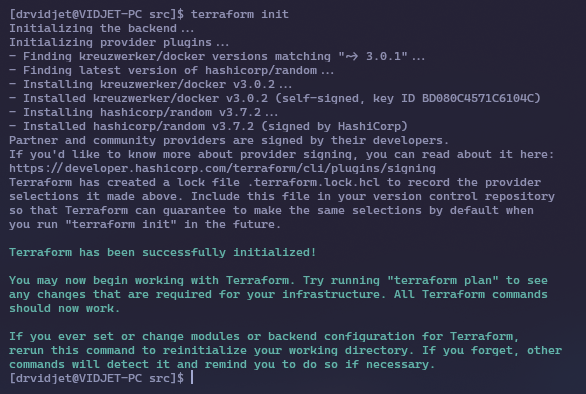 [drvidjet@VIDJET-PC src]$ terraform init
Initializing the backend...
Initializing provider plugins...
- Finding kreuzwerker/docker versions matching "~> 3.0.1"...
- Finding latest version of hashicorp/random...
- Installing kreuzwerker/docker v3.0.2...
- Installed kreuzwerker/docker v3.0.2 (self-signed, key ID BD080C4571C6104C)
- Installing hashicorp/random v3.7.2...
- Installed hashicorp/random v3.7.2 (signed by HashiCorp)
Partner and community providers are signed by their developers.
If you'd like to know more about provider signing, you can read about it here:
https://developer.hashicorp.com/terraform/cli/plugins/signing
Terraform has created a lock file .terraform.lock.hcl to record the provider
selections it made above. Include this file in your version control repository
so that Terraform can guarantee to make the same selections by default when
you run "terraform init" in the future.
Terraform has been successfully initialized!
You may now begin working with Terraform. Try running "terraform plan" to see
any changes that are required for your infrastructure. All Terraform commands
should now work.
If you ever set or change modules or backend configuration for Terraform,
rerun this command to reinitialize your working directory. If you forget, other
commands will detect it and remind you to do so if necessary.
[drvidjet@VIDJET-PC src]$